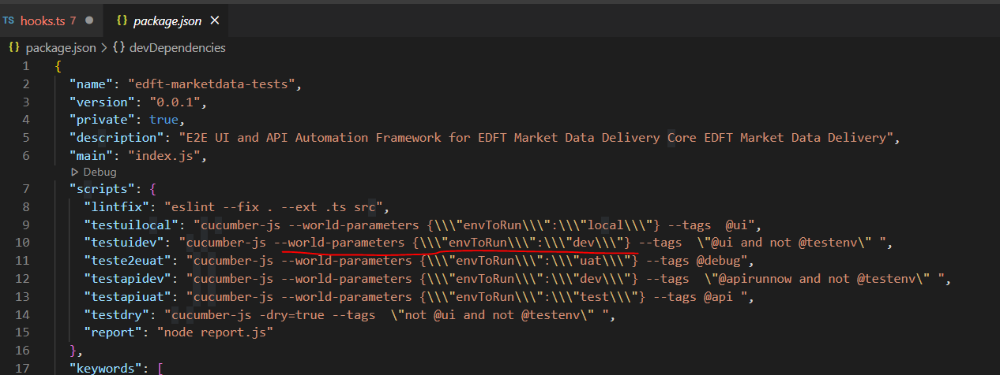 TS hooks.ts 7 ● {} package.json ×
{} package.json > {} devDependencies
1 {
2 "name": "edft-marketdata-tests",
3 "version": "0.0.1",
4 "private": true,
5 "description": "E2E UI and API Automation Framework for EDFT Market Data Delivery Core EDFT Market Data Delivery",
6 "main": "index.js",
Debug
7 "scripts": {
8 "lintfix": "eslint --fix . --ext .ts src",
9 "testuilocal": "cucumber-js --world-parameters {\\\"envToRun\\\":\\\"local\\\"} --tags  @ui",
10 "testuidev": "cucumber-js --world-parameters {\\\"envToRun\\\":\\\"dev\\\"} --tags  \"@ui and not @testenv\" ",
11 "teste2euat": "cucumber-js --world-parameters {\\\"envToRun\\\":\\\"uat\\\"} --tags @debug",
12 "testapidev": "cucumber-js --world-parameters {\\\"envToRun\\\":\\\"dev\\\"} --tags  \"@apirunnow and not @testenv\" ",
13 "testapiuat": "cucumber-js --world-parameters {\\\"envToRun\\\":\\\"test\\\"} --tags @api ",
14 "testdry": "cucumber-js -dry=true --tags  \"not @ui and not @testenv\" ",
15 "report": "node report.js"
16 },
17 "keywords": [